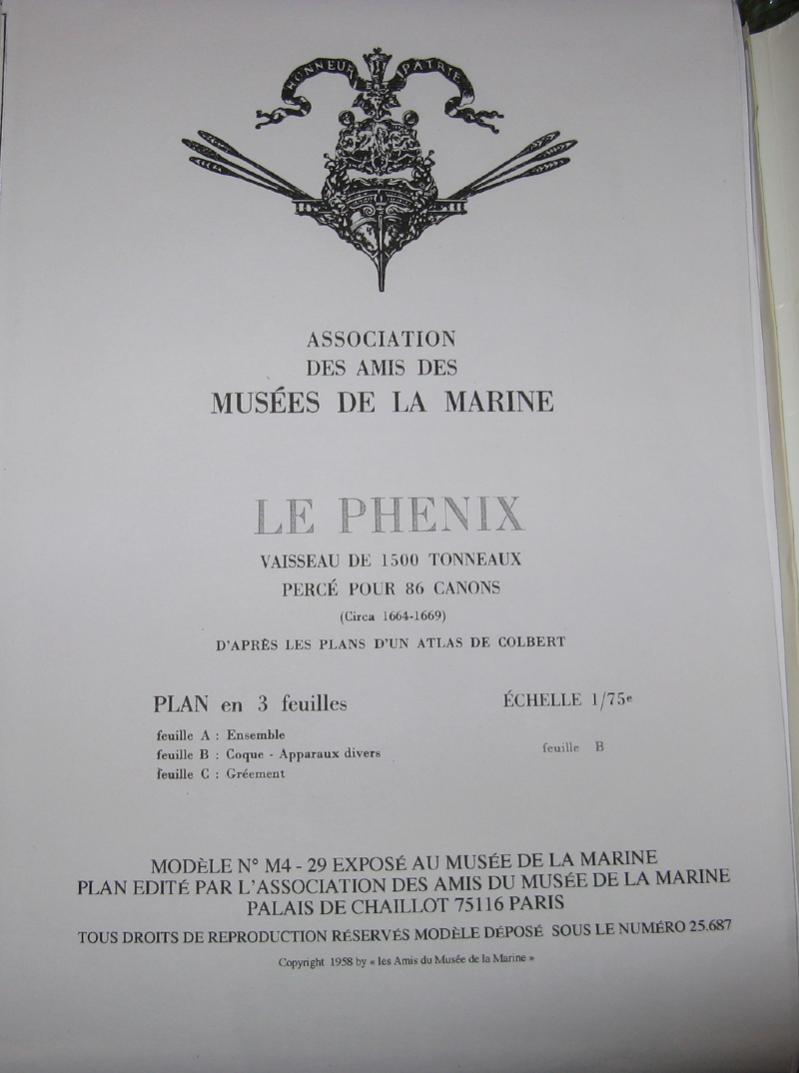 HONNEUR PATRIE
ASSOCIATION
DES AMIS DES
MUSÉES DE LA MARINE
LE PHENIX
VAISSEAU DE 1500 TONNEAUX
PERCÉ POUR 86 CANONS
(Circa 1664-1669)
D'APRÈS LES PLANS D'UN ATLAS DE COLBERT
PLAN en 3 feuilles
feuille A : Ensemble
feuille B : Coque - Apparaux divers
feuille C : Gréement
ÉCHELLE 1/75e
feuille B
MODÈLE N° M4 - 29 EXPOSÉ AU MUSÉE DE LA MARINE
PLAN EDITÉ PAR L'ASSOCIATION DES AMIS DU MUSÉE DE LA MARINE
PALAIS DE CHAILLOT 75116 PARIS
TOUS DROITS DE REPRODUCTION RÉSERVÉS MODÈLE DÉPOSÉ SOUS LE NUMÉRO 25.687
Copyright 1958 by « les Amis du Musée de la Marine »